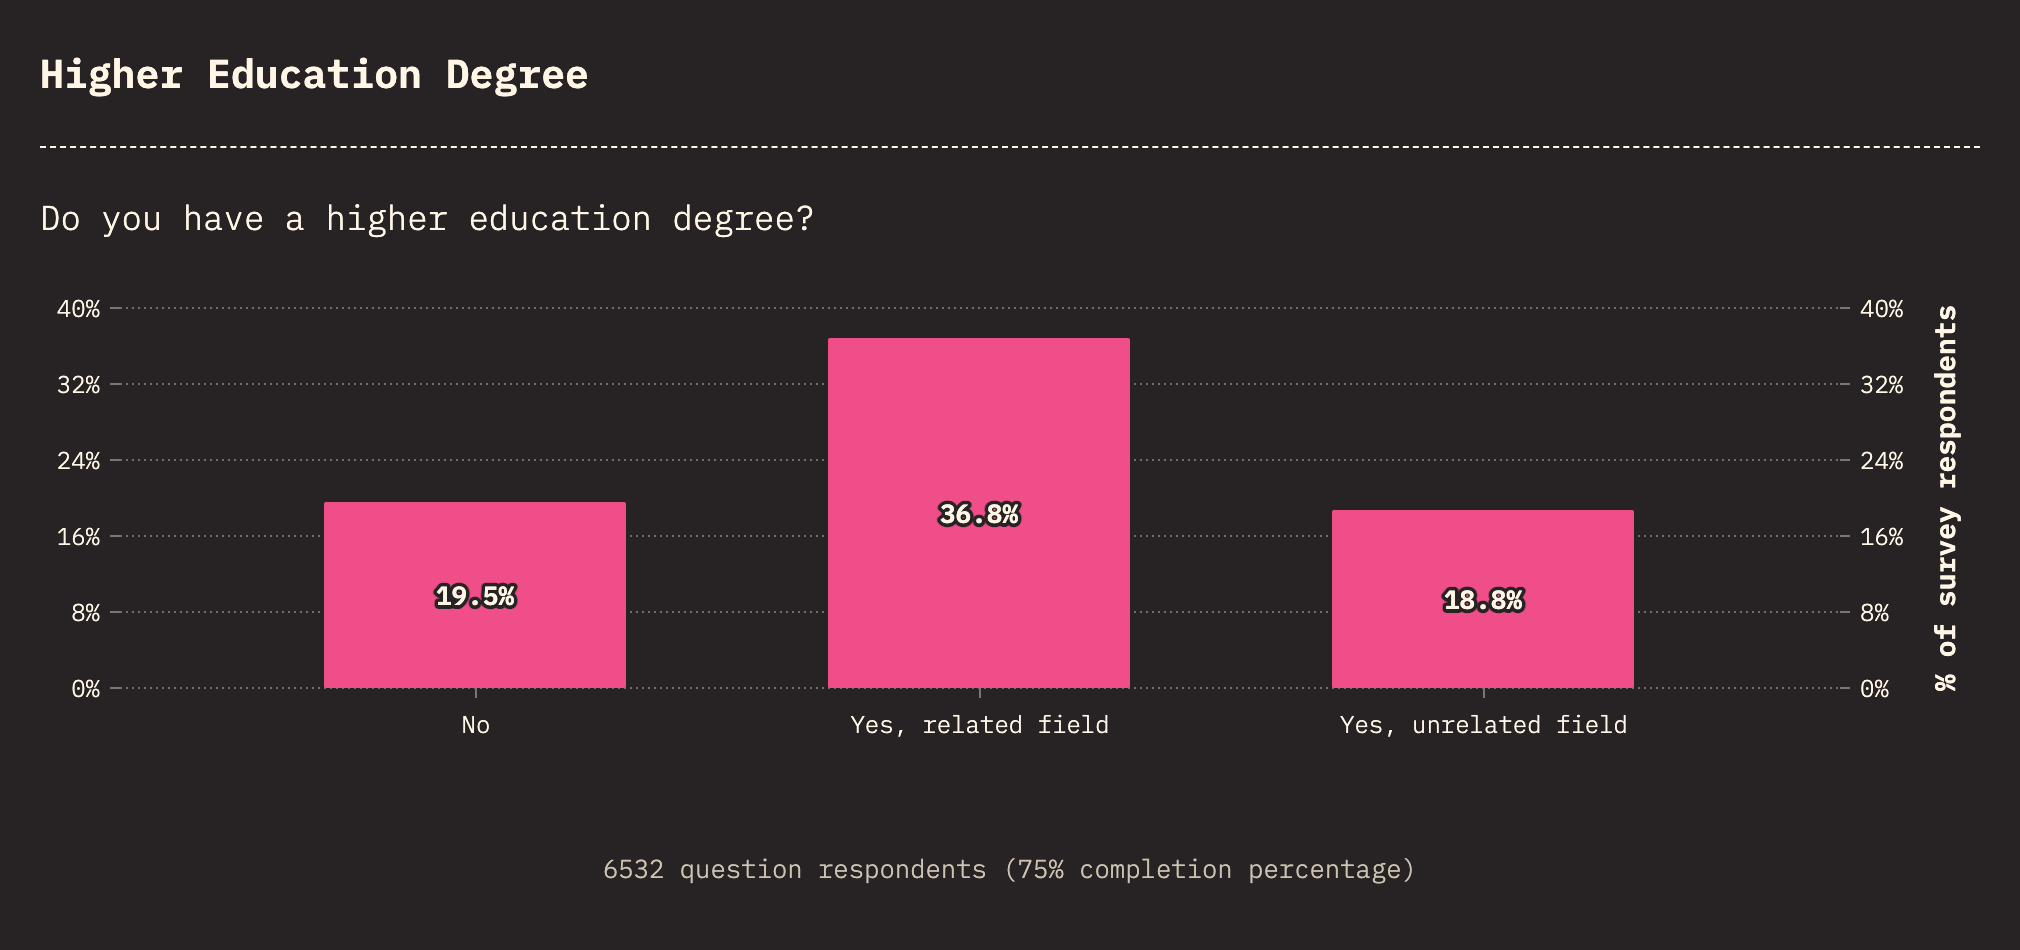 Higher Education Degree
Do you have a higher education degree?
40% 40%
32% 32%
24% 24%
16% 16%
8% 8%
0% 0%
% of survey respondents
19.5%
36.8%
18.8%
No
Yes, related field
Yes, unrelated field
6532 question respondents (75% completion percentage)